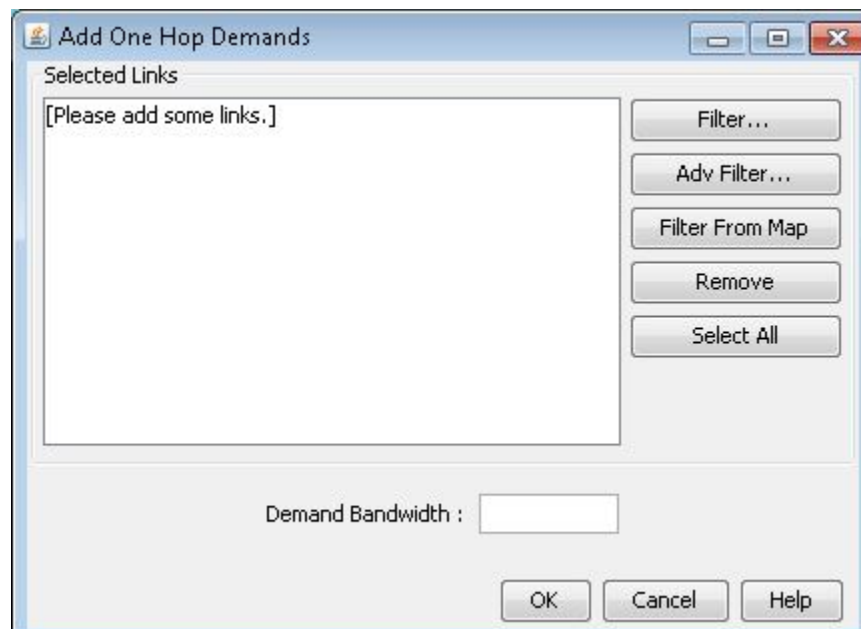 Add One Hop Demands
Selected Links
[Please add some links.]
Filter...
Adv Filter...
Filter From Map
Remove
Select All
Demand Bandwidth :
OK
Cancel
Help